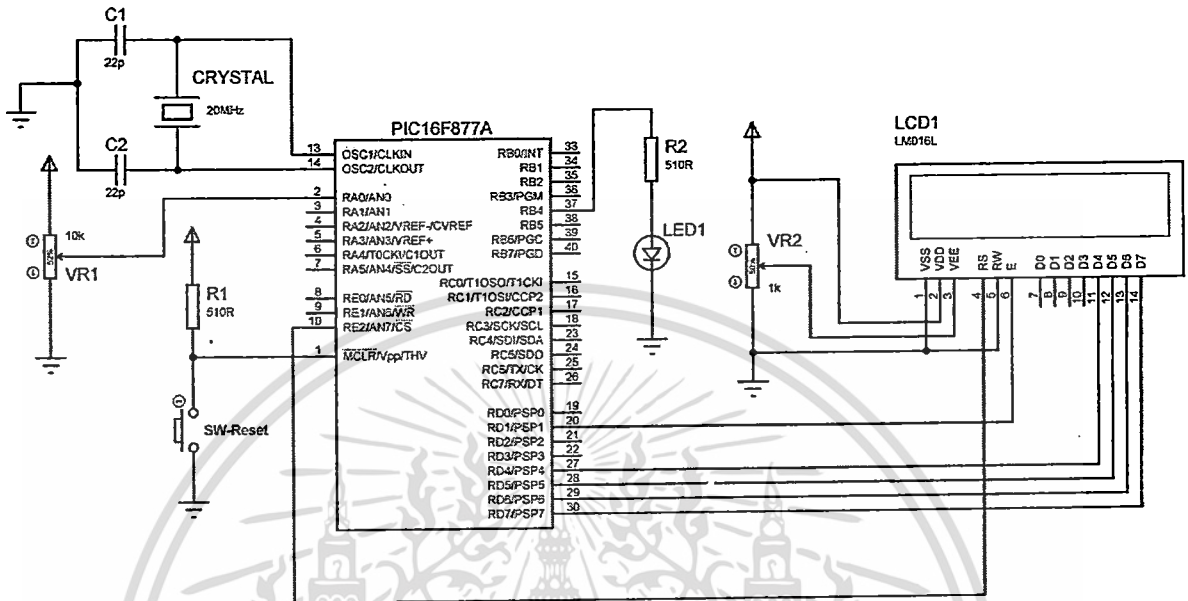 C1
22p
CRYSTAL
20MHz
C2
22p
10k
52%
VR1
R1
510R
SW-Reset
PIC16F877A
13 OSC1/CLKIN
14 OSC2/CLKOUT
2 RA0/AN0
3 RA1/AN1
4 RA2/AN2/VREF-/CVREF
5 RA3/AN3/VREF+
6 RA4/T0CKI/C1OUT
7 RA5/AN4/SS/C2OUT
8 RE0/AN5/RD
9 RE1/AN6/WR
10 RE2/AN7/CS
1 MCLR/Vpp/THV
RB0/INT 33
RB1 34
RB2 35
RB3/PGM 36
RB4 37
RB5 38
RB6/PGC 39
RB7/PGD 40
RC0/T1OSO/T1CKI 15
RC1/T1OSI/CCP2 16
RC2/CCP1 17
RC3/SCK/SCL 18
RC4/SDI/SDA 23
RC5/SDO 24
RC6/TX/CK 25
RC7/RX/DT 26
RD0/PSP0 19
RD1/PSP1 20
RD2/PSP2 21
RD3/PSP3 22
RD4/PSP4 27
RD5/PSP5 28
RD6/PSP6 29
RD7/PSP7 30
R2
510R
LED1
VR2
50%
1k
LCD1
LM016L
VSS VDD VEE RS RW E D0 D1 D2 D3 D4 D5 D6 D7
1 2 3 4 5 6 7 8 9 10 11 12 13 14